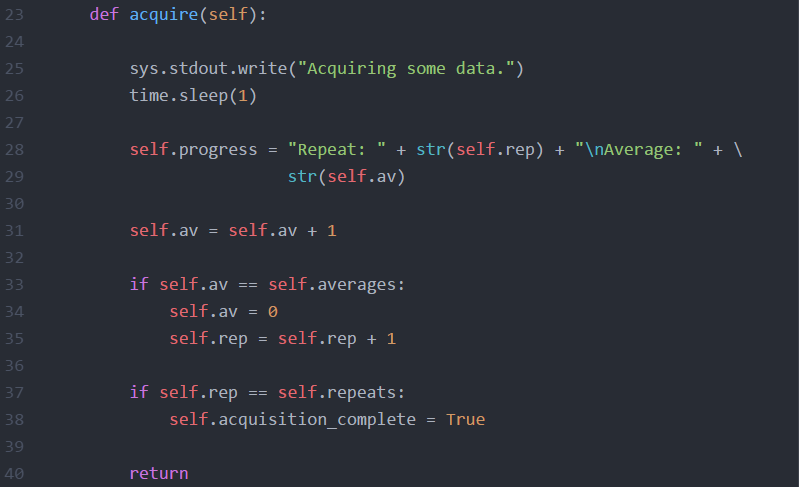 23 def acquire(self):
24
25 sys.stdout.write("Acquiring some data.")
26 time.sleep(1)
27
28 self.progress = "Repeat: " + str(self.rep) + "\nAverage: " + \
29 str(self.av)
30
31 self.av = self.av + 1
32
33 if self.av == self.averages:
34 self.av = 0
35 self.rep = self.rep + 1
36
37 if self.rep == self.repeats:
38 self.acquisition_complete = True
39
40 return